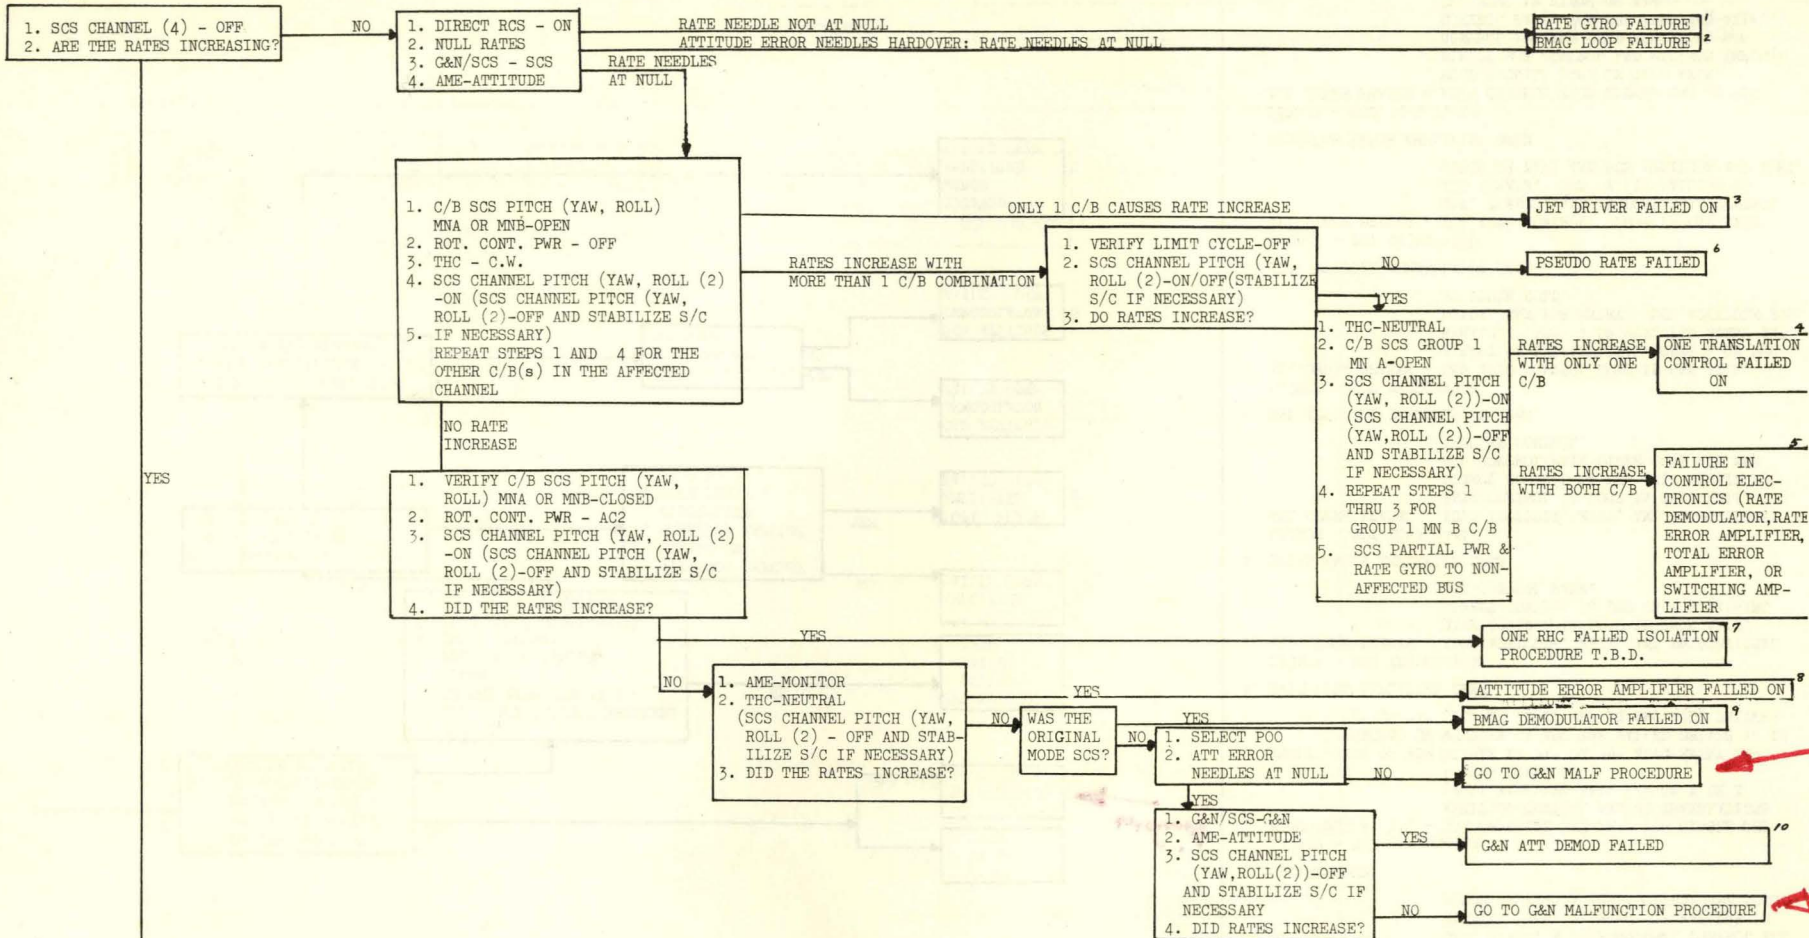 1. SCS CHANNEL (4) - OFF
2. ARE THE RATES INCREASING?
NO
1. DIRECT RCS - ON
2. NULL RATES
3. G&N/SCS - SCS
4. AME-ATTITUDE
RATE NEEDLE NOT AT NULL
ATTITUDE ERROR NEEDLES HARDOVER: RATE NEEDLES AT NULL
RATE NEEDLES
AT NULL
RATE GYRO FAILURE 1
BMAG LOOP FAILURE 2
1. C/B SCS PITCH (YAW, ROLL)
MNA OR MNB-OPEN
2. ROT. CONT. PWR - OFF
3. THC - C.W.
4. SCS CHANNEL PITCH (YAW, ROLL (2)
-ON (SCS CHANNEL PITCH (YAW,
ROLL (2)-OFF AND STABILIZE S/C
5. IF NECESSARY)
REPEAT STEPS 1 AND 4 FOR THE
OTHER C/B(s) IN THE AFFECTED
CHANNEL
ONLY 1 C/B CAUSES RATE INCREASE
JET DRIVER FAILED ON 3
RATES INCREASE WITH
MORE THAN 1 C/B COMBINATION
1. VERIFY LIMIT CYCLE-OFF
2. SCS CHANNEL PITCH (YAW,
ROLL (2)-ON/OFF(STABILIZE
S/C IF NECESSARY)
3. DO RATES INCREASE?
NO
PSEUDO RATE FAILED 6
YES
1. THC-NEUTRAL
2. C/B SCS GROUP 1
MN A-OPEN
3. SCS CHANNEL PITCH
(YAW, ROLL (2))-ON
(SCS CHANNEL PITCH
(YAW,ROLL (2))-OFF
AND STABILIZE S/C
IF NECESSARY)
4. REPEAT STEPS 1
THRU 3 FOR
GROUP 1 MN B C/B
5. SCS PARTIAL PWR &
RATE GYRO TO NON-
AFFECTED BUS
RATES INCREASE
WITH ONLY ONE
C/B
4
ONE TRANSLATION
CONTROL FAILED
ON
RATES INCREASE
WITH BOTH C/B
5
FAILURE IN
CONTROL ELEC-
TRONICS (RATE
DEMODULATOR,RATE
ERROR AMPLIFIER,
TOTAL ERROR
AMPLIFIER, OR
SWITCHING AMP-
LIFIER
NO RATE
INCREASE
YES
1. VERIFY C/B SCS PITCH (YAW,
ROLL) MNA OR MNB-CLOSED
2. ROT. CONT. PWR - AC2
3. SCS CHANNEL PITCH (YAW, ROLL (2)
-ON (SCS CHANNEL PITCH (YAW,
ROLL (2)-OFF AND STABILIZE S/C
IF NECESSARY)
4. DID THE RATES INCREASE?
YES
ONE RHC FAILED ISOLATION 7
PROCEDURE T.B.D.
NO
1. AME-MONITOR
2. THC-NEUTRAL
(SCS CHANNEL PITCH (YAW,
ROLL (2) - OFF AND STAB-
ILIZE S/C IF NECESSARY)
3. DID THE RATES INCREASE?
YES
ATTITUDE ERROR AMPLIFIER FAILED ON 8
NO
WAS THE
ORIGINAL
MODE SCS?
YES
BMAG DEMODULATOR FAILED ON 9
NO
1. SELECT POO
2. ATT ERROR
NEEDLES AT NULL
NO
GO TO G&N MALF PROCEDURE
YES
1. G&N/SCS-G&N
2. AME-ATTITUDE
3. SCS CHANNEL PITCH
(YAW,ROLL(2))-OFF
AND STABILIZE S/C IF
NECESSARY
4. DID RATES INCREASE?
YES
G&N ATT DEMOD FAILED 10
NO
GO TO G&N MALFUNCTION PROCEDURE